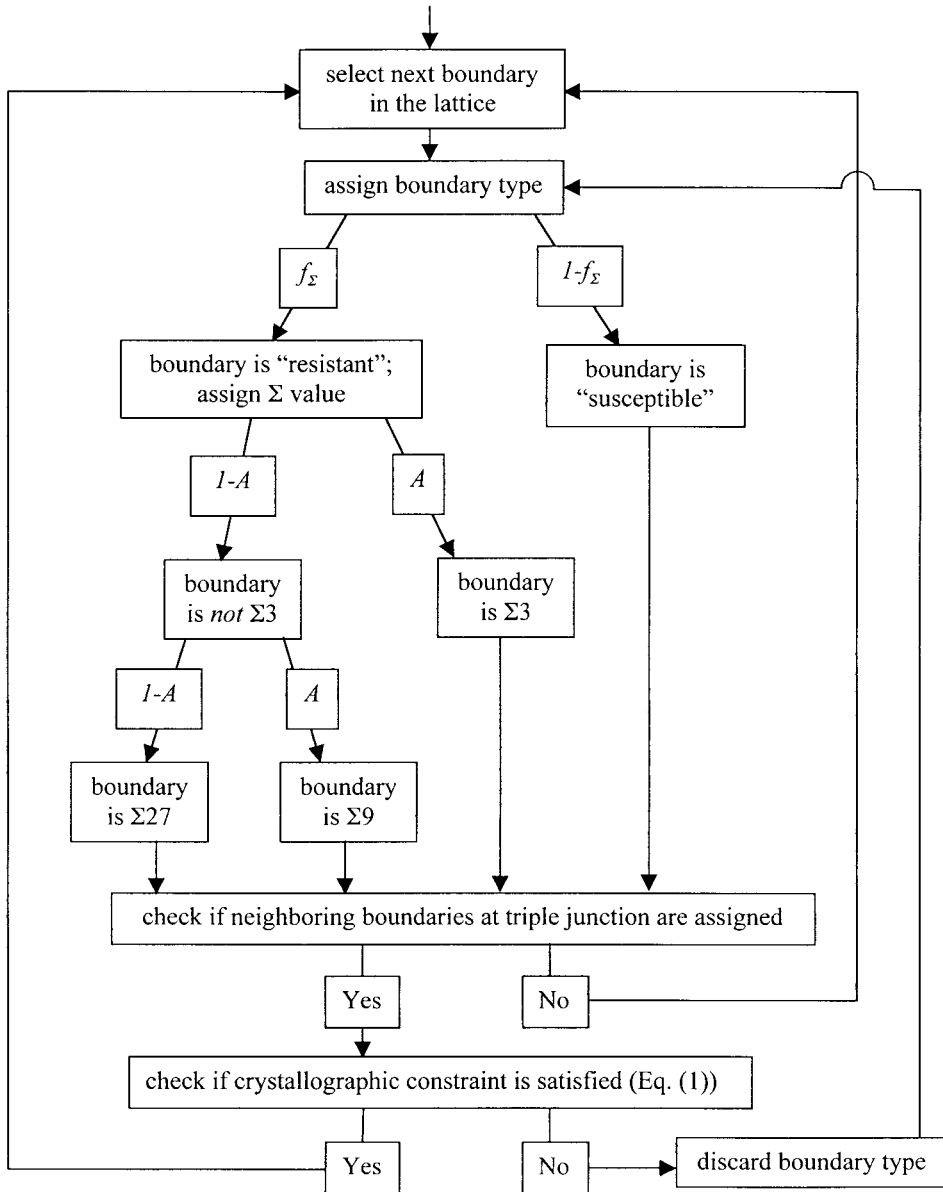 select next boundary
in the lattice
assign boundary type
fΣ
1-fΣ
boundary is “resistant”;
assign Σ value
boundary is
“susceptible”
1-A
A
boundary
is not Σ3
boundary
is Σ3
1-A
A
boundary
is Σ27
boundary
is Σ9
check if neighboring boundaries at triple junction are assigned
Yes
No
check if crystallographic constraint is satisfied (Eq. (1))
Yes
No
discard boundary type